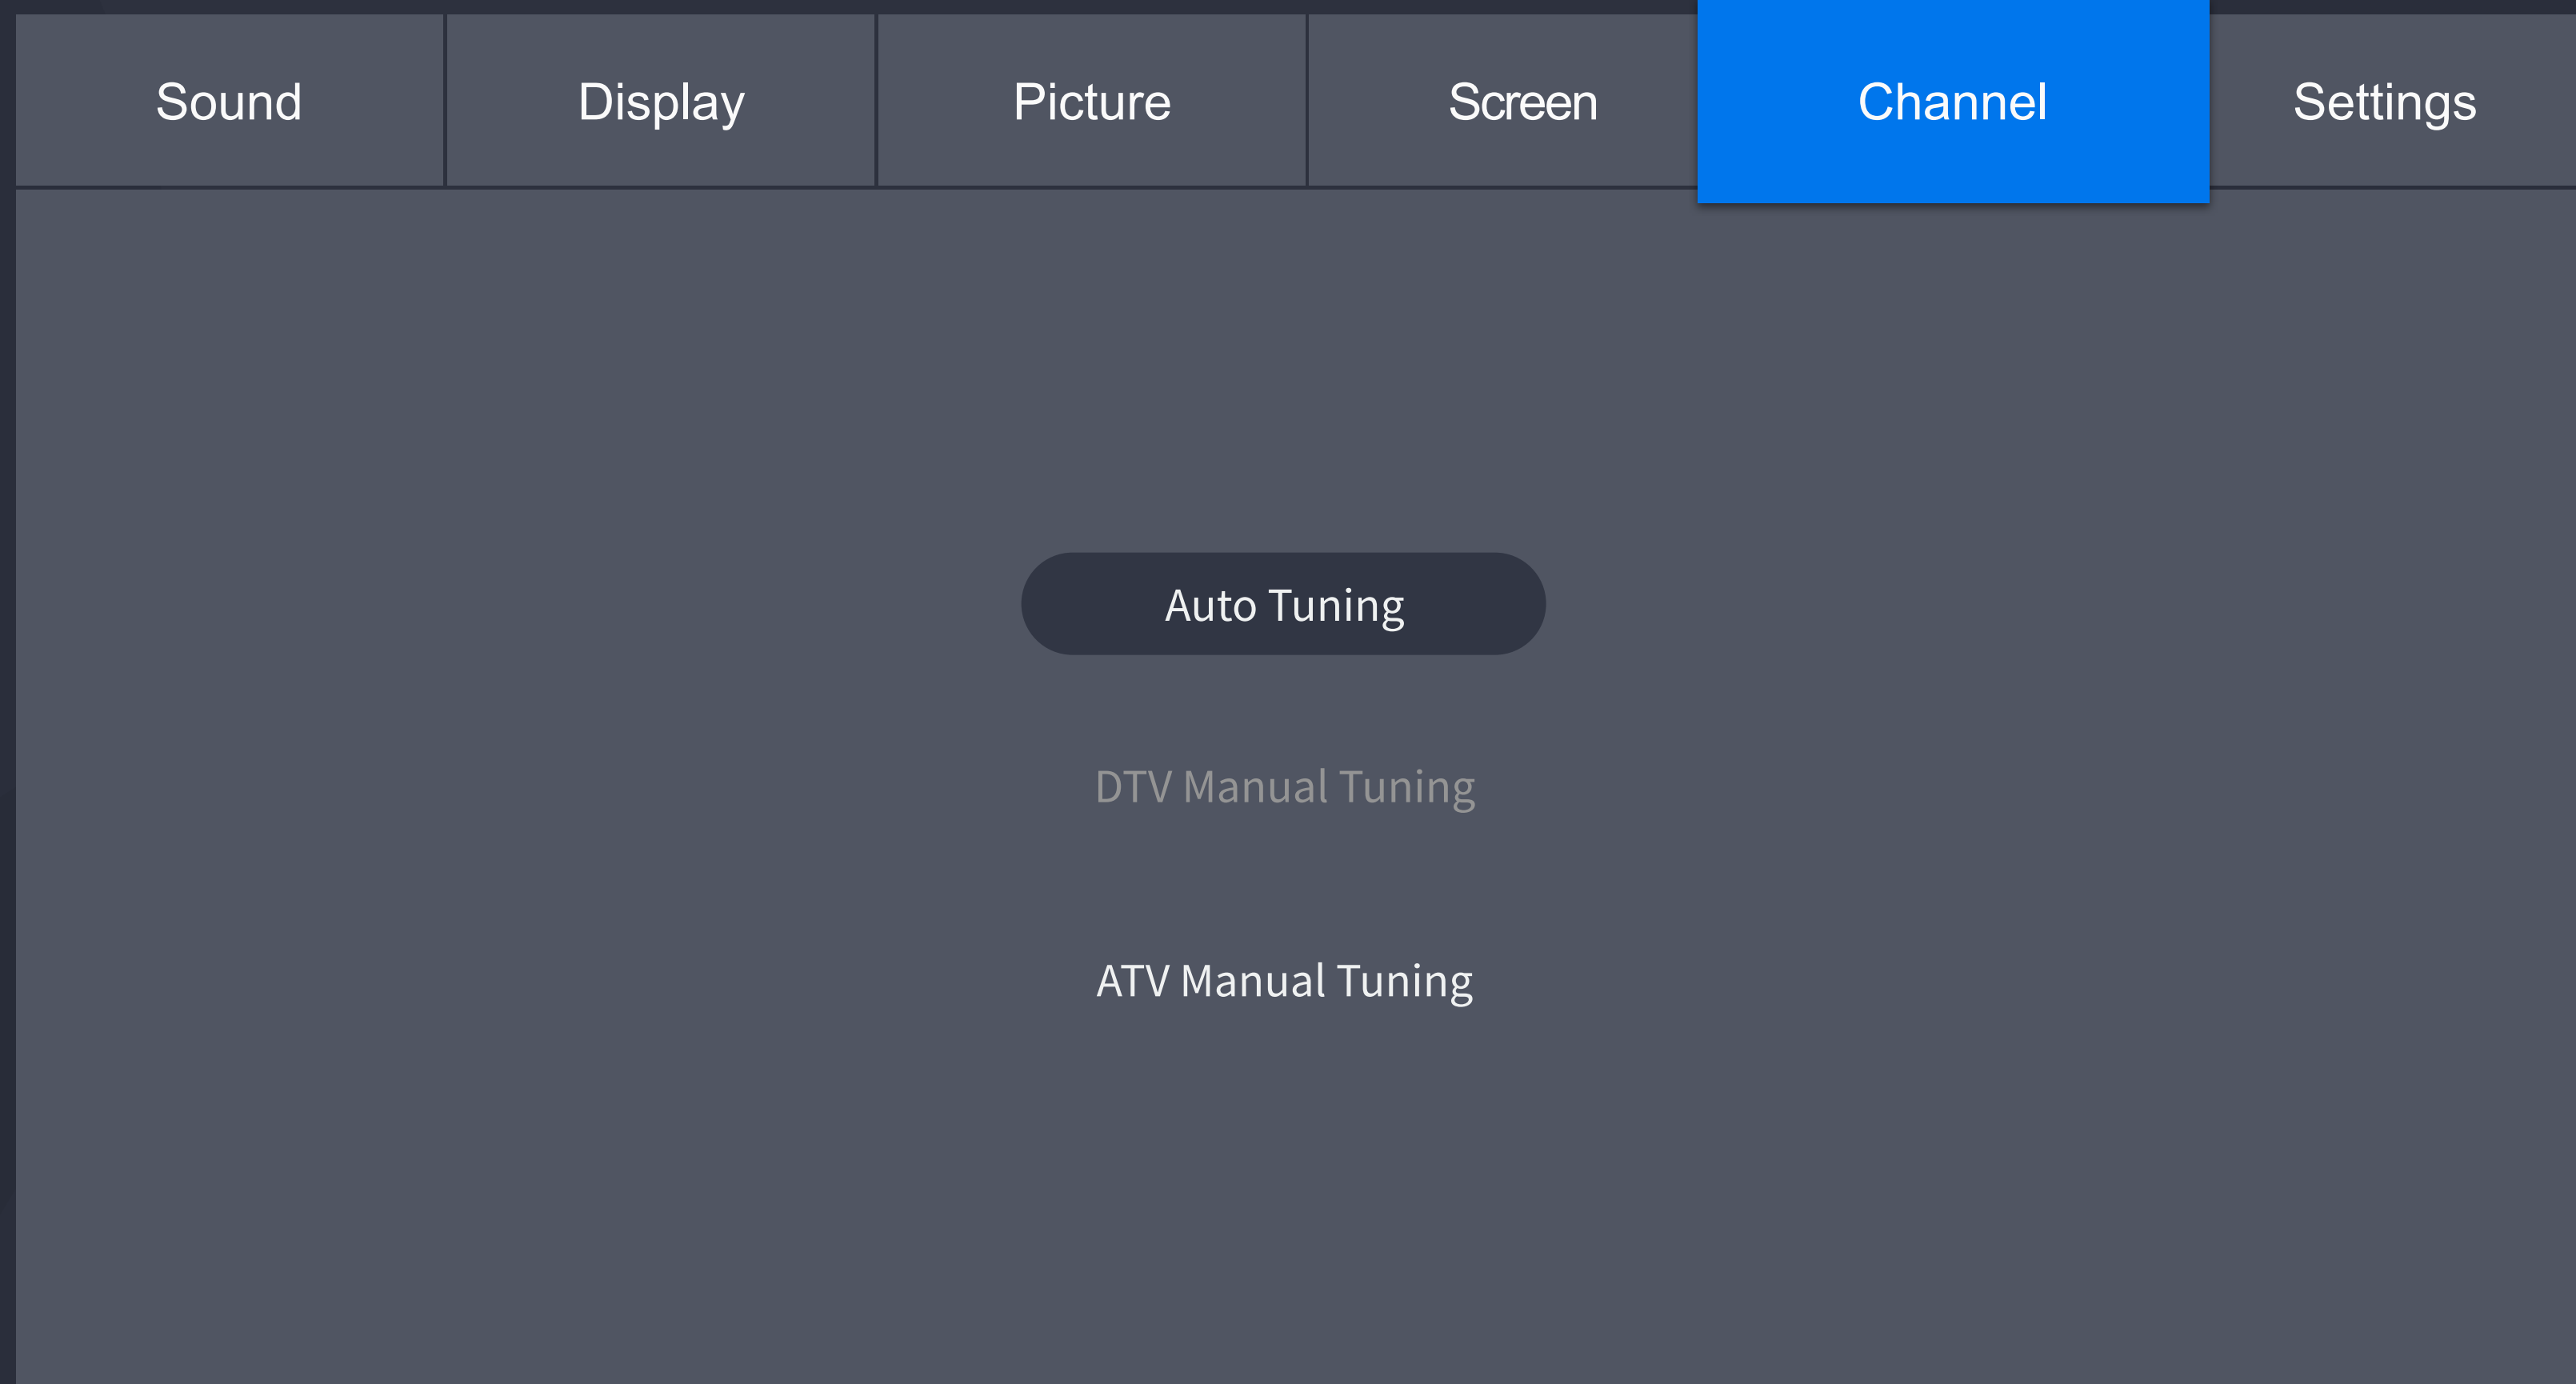 Sound
Display
Picture
Screen
Channel
Settings
Auto Tuning
DTV Manual Tuning
ATV Manual Tuning